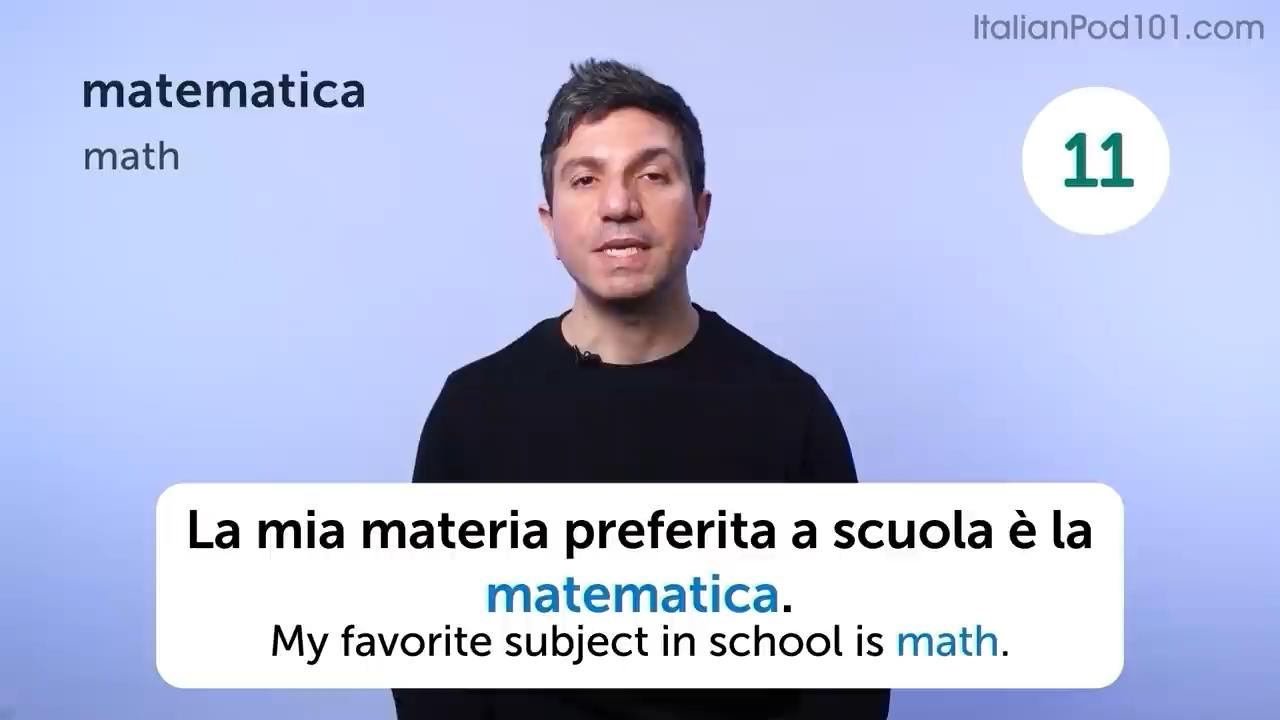 ItalianPod101.com
matematica
math
11
La mia materia preferita a scuola è la
matematica.
My favorite subject in school is math.